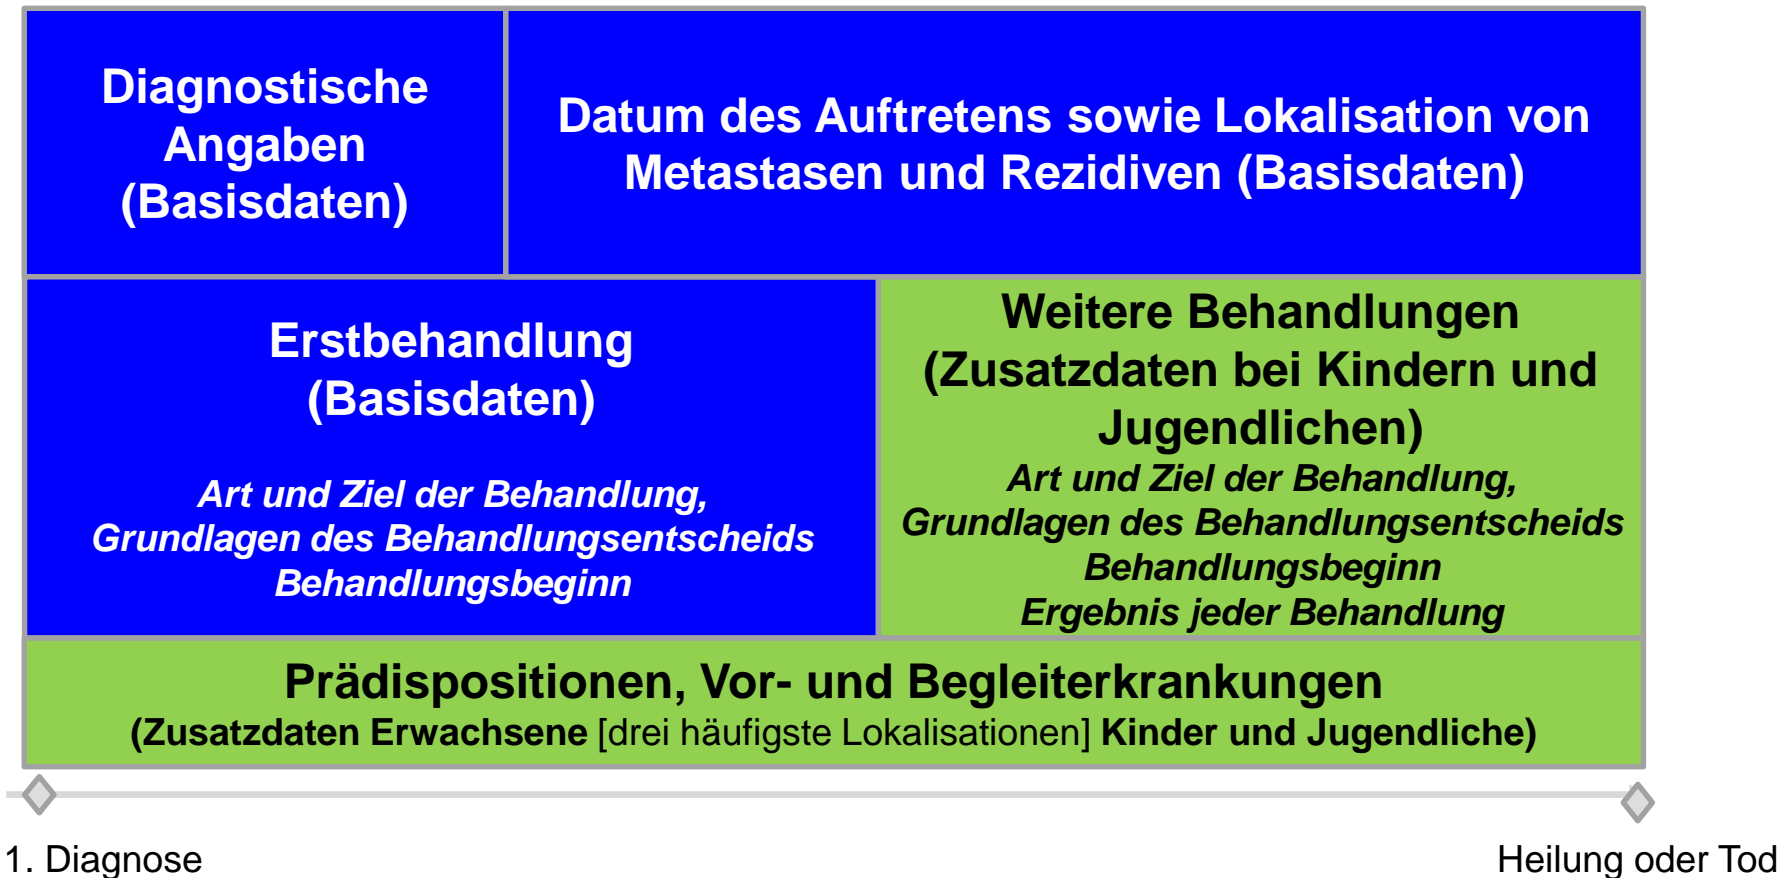 Diagnostische
Angaben
(Basisdaten)
Datum des Auftretens sowie Lokalisation von
Metastasen und Rezidiven (Basisdaten)
Erstbehandlung
(Basisdaten)
Art und Ziel der Behandlung,
Grundlagen des Behandlungsentscheids
Behandlungsbeginn
Weitere Behandlungen
(Zusatzdaten bei Kindern und
Jugendlichen)
Art und Ziel der Behandlung,
Grundlagen des Behandlungsentscheids
Behandlungsbeginn
Ergebnis jeder Behandlung
Prädispositionen, Vor- und Begleiterkrankungen
(Zusatzdaten Erwachsene [drei häufigste Lokalisationen] Kinder und Jugendliche)
1. Diagnose
Heilung oder Tod